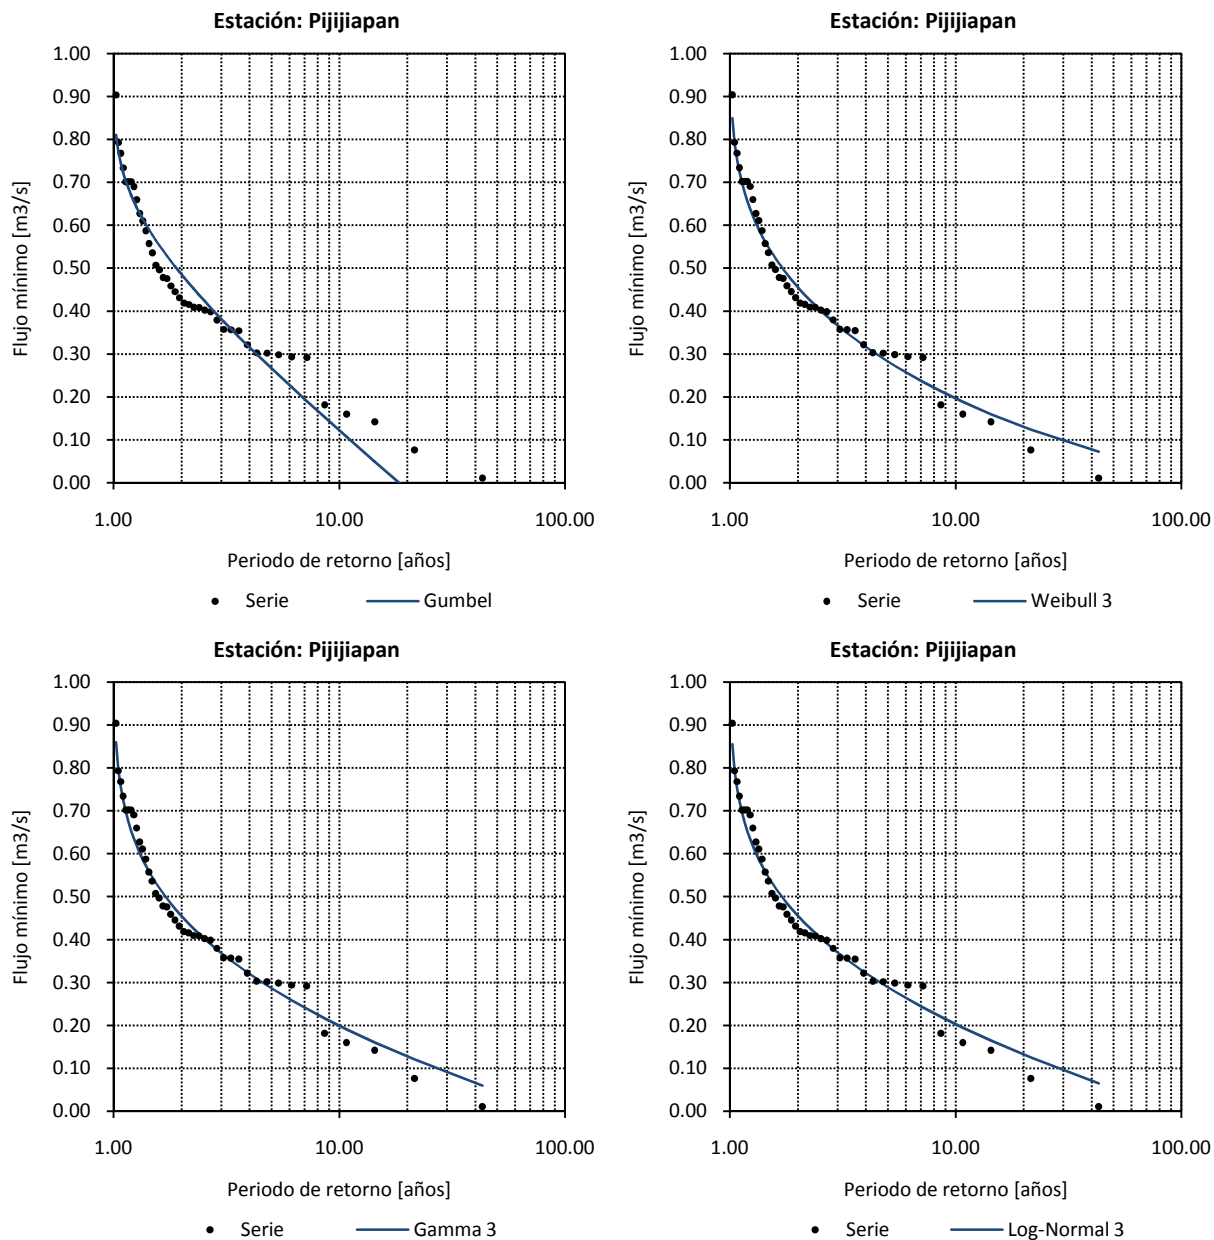 Estación: Pijijiapan
1.00
0.90
0.80
0.70
0.60
0.50
0.40
0.30
0.20
0.10
0.00
Flujo mínimo [m3/s]
1.00 10.00 100.00
Periodo de retorno [años]
Serie Gumbel
Estación: Pijijiapan
1.00
0.90
0.80
0.70
0.60
0.50
0.40
0.30
0.20
0.10
0.00
Flujo mínimo [m3/s]
1.00 10.00 100.00
Periodo de retorno [años]
Serie Weibull 3
Estación: Pijijiapan
1.00
0.90
0.80
0.70
0.60
0.50
0.40
0.30
0.20
0.10
0.00
Flujo mínimo [m3/s]
1.00 10.00 100.00
Periodo de retorno [años]
Serie Gamma 3
Estación: Pijijiapan
1.00
0.90
0.80
0.70
0.60
0.50
0.40
0.30
0.20
0.10
0.00
Flujo mínimo [m3/s]
1.00 10.00 100.00
Periodo de retorno [años]
Serie Log-Normal 3